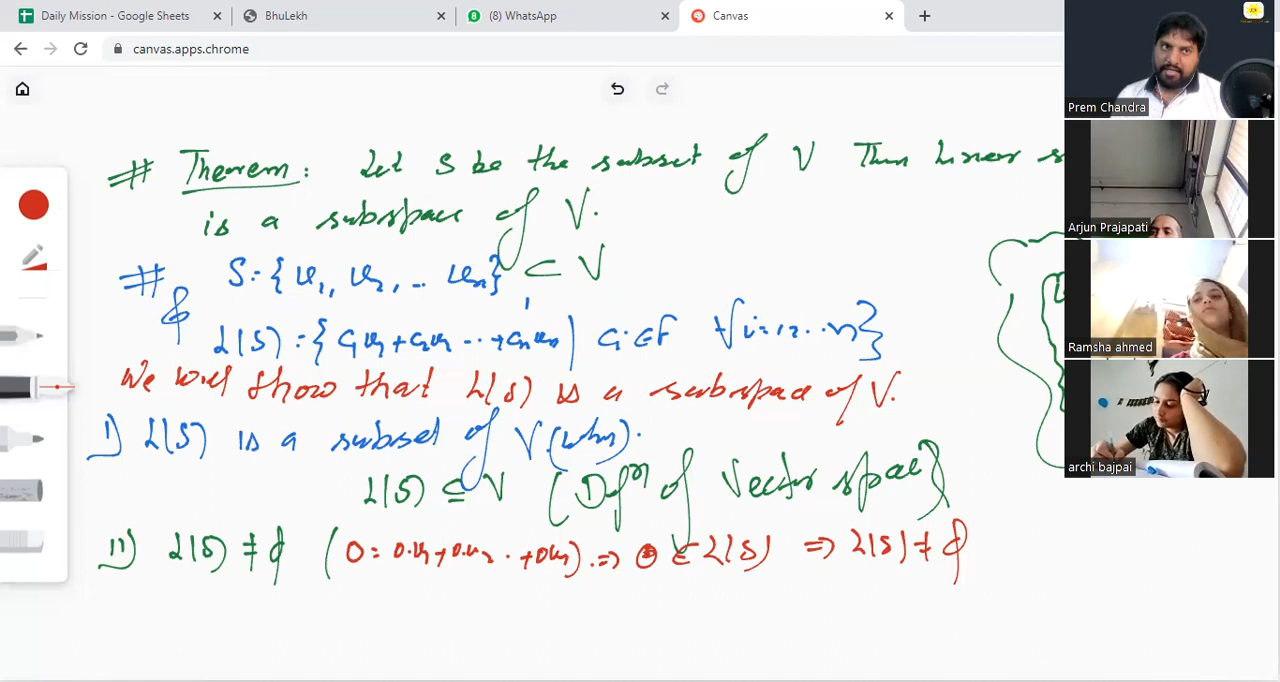 Daily Mission - Google Sheets
BhuLekh
(8) WhatsApp
Canvas
canvas.apps.chrome
# Theorem: Let S be the subset of V Then Linear s
is a subspace of V.
# S = {u₁, u₂, .. uₙ} ⊂ V
L(S) = {c₁u₁+c₂u₂ ...+cₙuₙ | ci ∈ F ∀ i=1,2...n}
We will show that L(S) is a subspace of V.
I) L(S) is a subset of V (why).
L(S) ⊆ V (Defⁿ of Vector space)
II) L(S) ≠ ϕ (0 = 0.u₁+0.u₂ . +0uₙ). => 0 ∈ L(S) => L(S) ≠ ϕ
Prem Chandra
Arjun Prajapati
Ramsha ahmed
archi bajpai